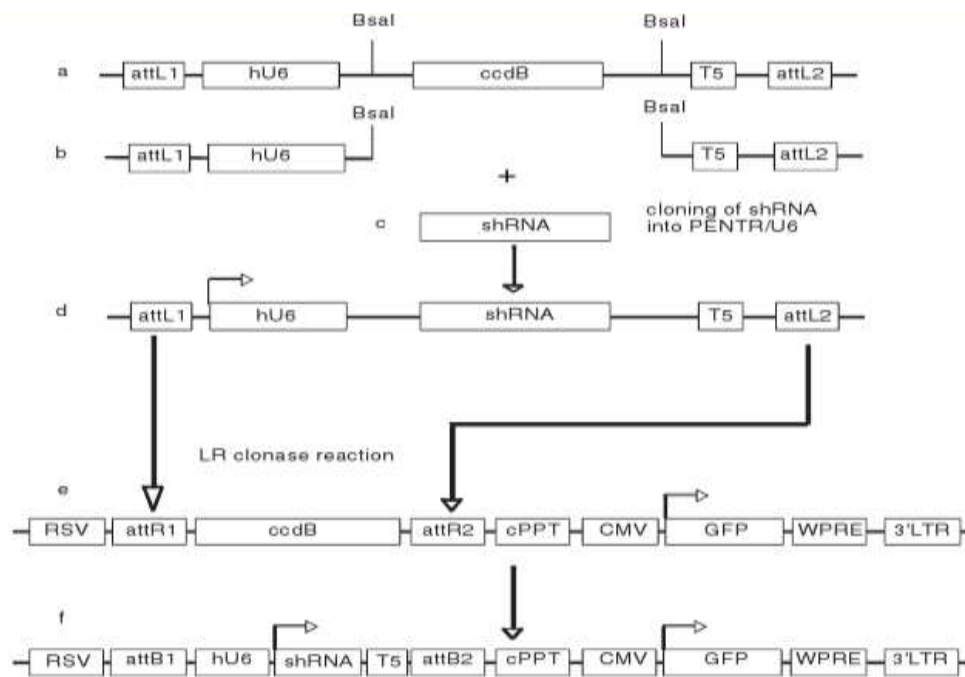 BsaI BsaI
a attL1 hU6 ccdB T5 attL2
BsaI BsaI
b attL1 hU6 T5 attL2
+
c shRNA cloning of shRNA
into PENTR/U6
d attL1 hU6 shRNA T5 attL2
LR clonase reaction
e
RSV attR1 ccdB attR2 cPPT CMV GFP WPRE 3'LTR
f
RSV attB1 hU6 shRNA T5 attB2 cPPT CMV GFP WPRE 3'LTR